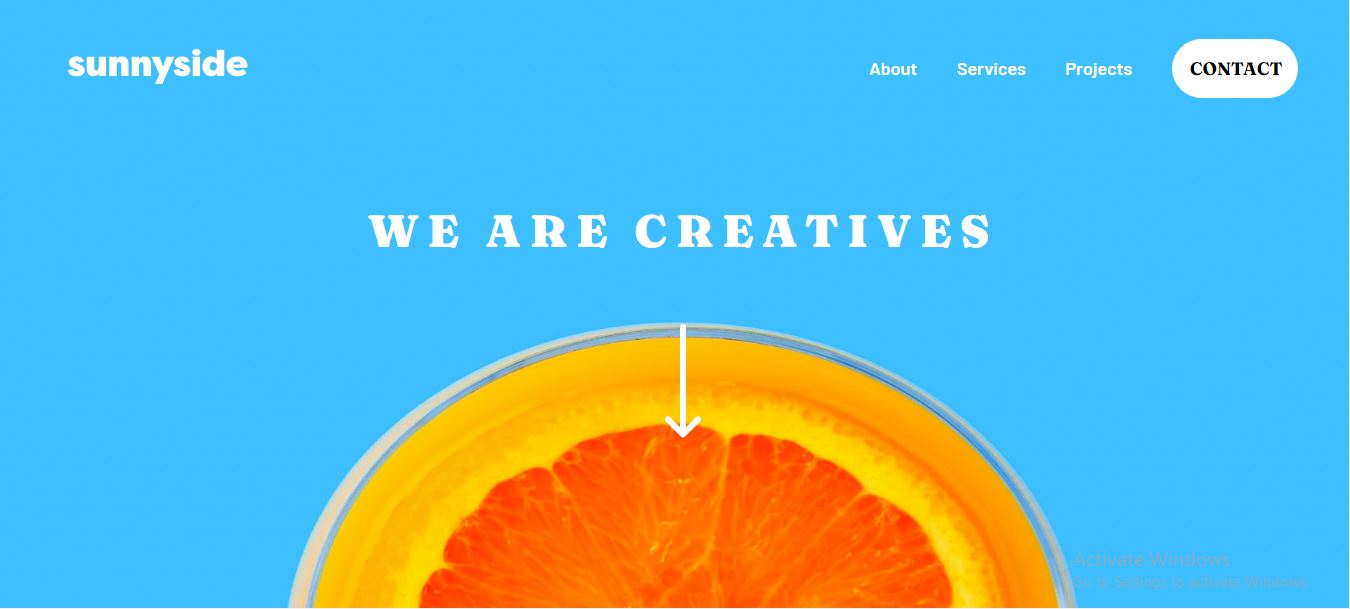 sunnyside
About Services Projects CONTACT
WE ARE CREATIVES
Activate Windows
Go to Settings to activate Windows.